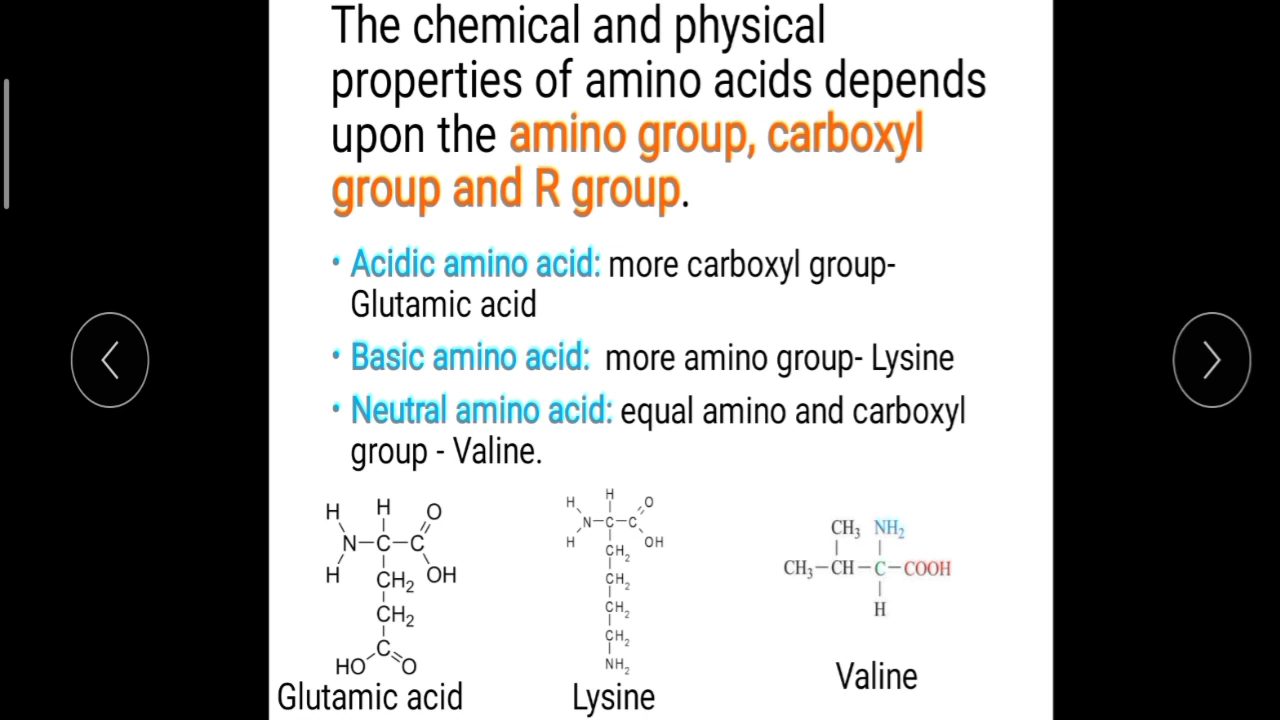 The chemical and physical
properties of amino acids depends
upon the amino group, carboxyl
group and R group.
• Acidic amino acid: more carboxyl group-
Glutamic acid
• Basic amino acid: more amino group- Lysine
• Neutral amino acid: equal amino and carboxyl
group - Valine.
H H O
N-C-C
H CH₂ OH
CH₂
C
HO O
Glutamic acid
H H O
N-C-C
H OH
CH₂
CH₂
CH₂
CH₂
NH₂
Lysine
CH₃ NH₂
CH₃-CH-C-COOH
H
Valine